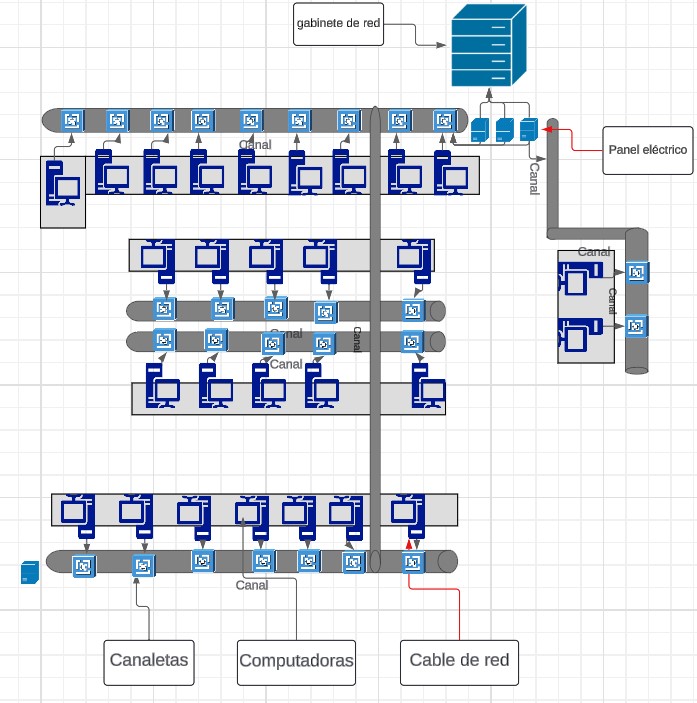 gabinete de red
Canal
Panel eléctrico
Canal
Canal
Canal
Canal
Canal
Canal
Canal
Canaletas
Computadoras
Cable de red